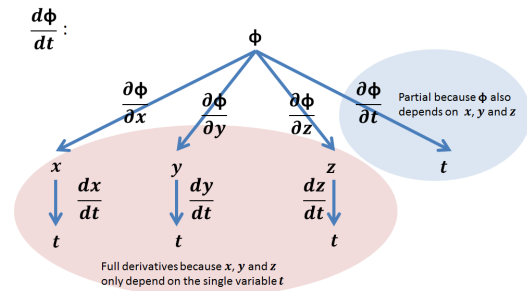 dϕ/dt :
ϕ
∂ϕ/∂x ∂ϕ/∂y ∂ϕ/∂z ∂ϕ/∂t
Partial because ϕ also
depends on x, y and z
x y z t
dx/dt dy/dt dz/dt
t t t
Full derivatives because x, y and z
only depend on the single variable t